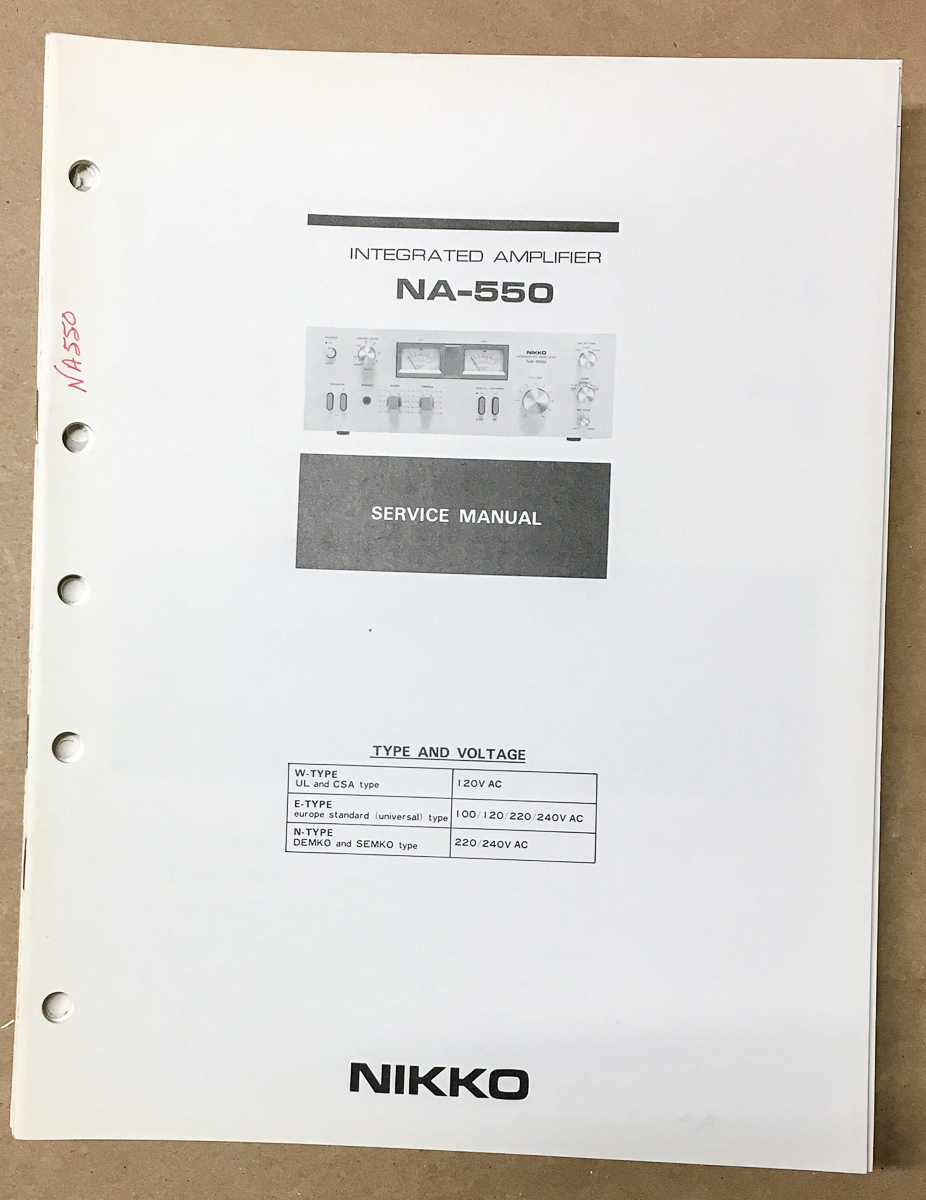 INTEGRATED AMPLIFIER
NA-550
NIKKO
SERVICE MANUAL
NA550
TYPE AND VOLTAGE
W-TYPE
UL and CSA type
120V AC
E-TYPE
europe standard (universal) type
100/120/220/240V AC
N-TYPE
DEMKO and SEMKO type
220/240V AC
NIKKO